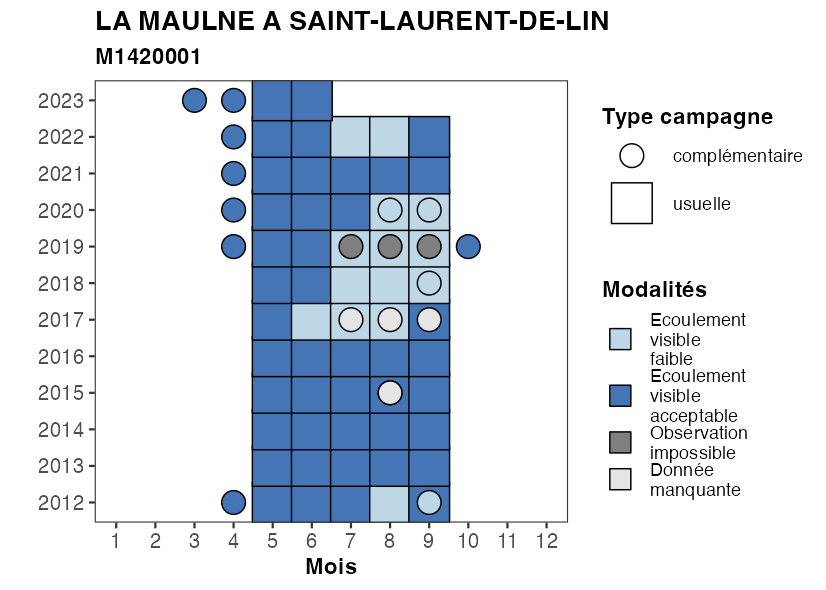 LA MAULNE A SAINT-LAURENT-DE-LIN
M1420001
2023
2022
2021
2020
2019
2018
2017
2016
2015
2014
2013
2012
1 2 3 4 5 6 7 8 9 10 11 12
Mois
Type campagne
complémentaire
usuelle
Modalités
Ecoulement
visible
faible
Ecoulement
visible
acceptable
Observation
impossible
Donnée
manquante